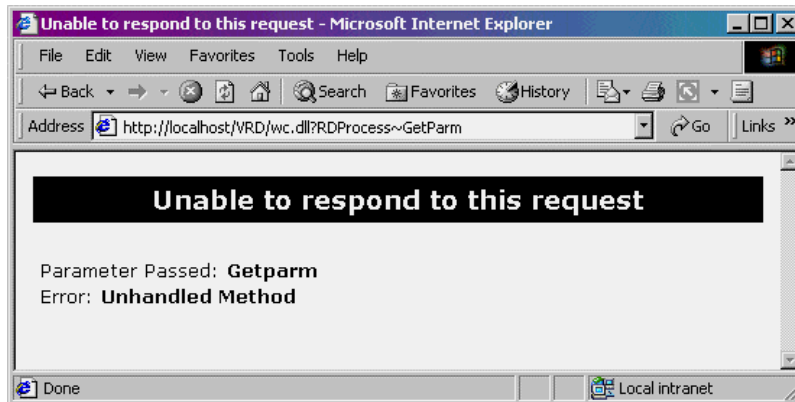 Unable to respond to this request - Microsoft Internet Explorer
File Edit View Favorites Tools Help
Back Search Favorites History
Address http://localhost/VRD/wc.dll?RDProcess~GetParm Go Links »
Unable to respond to this request
Parameter Passed: Getparm
Error: Unhandled Method
Done Local intranet